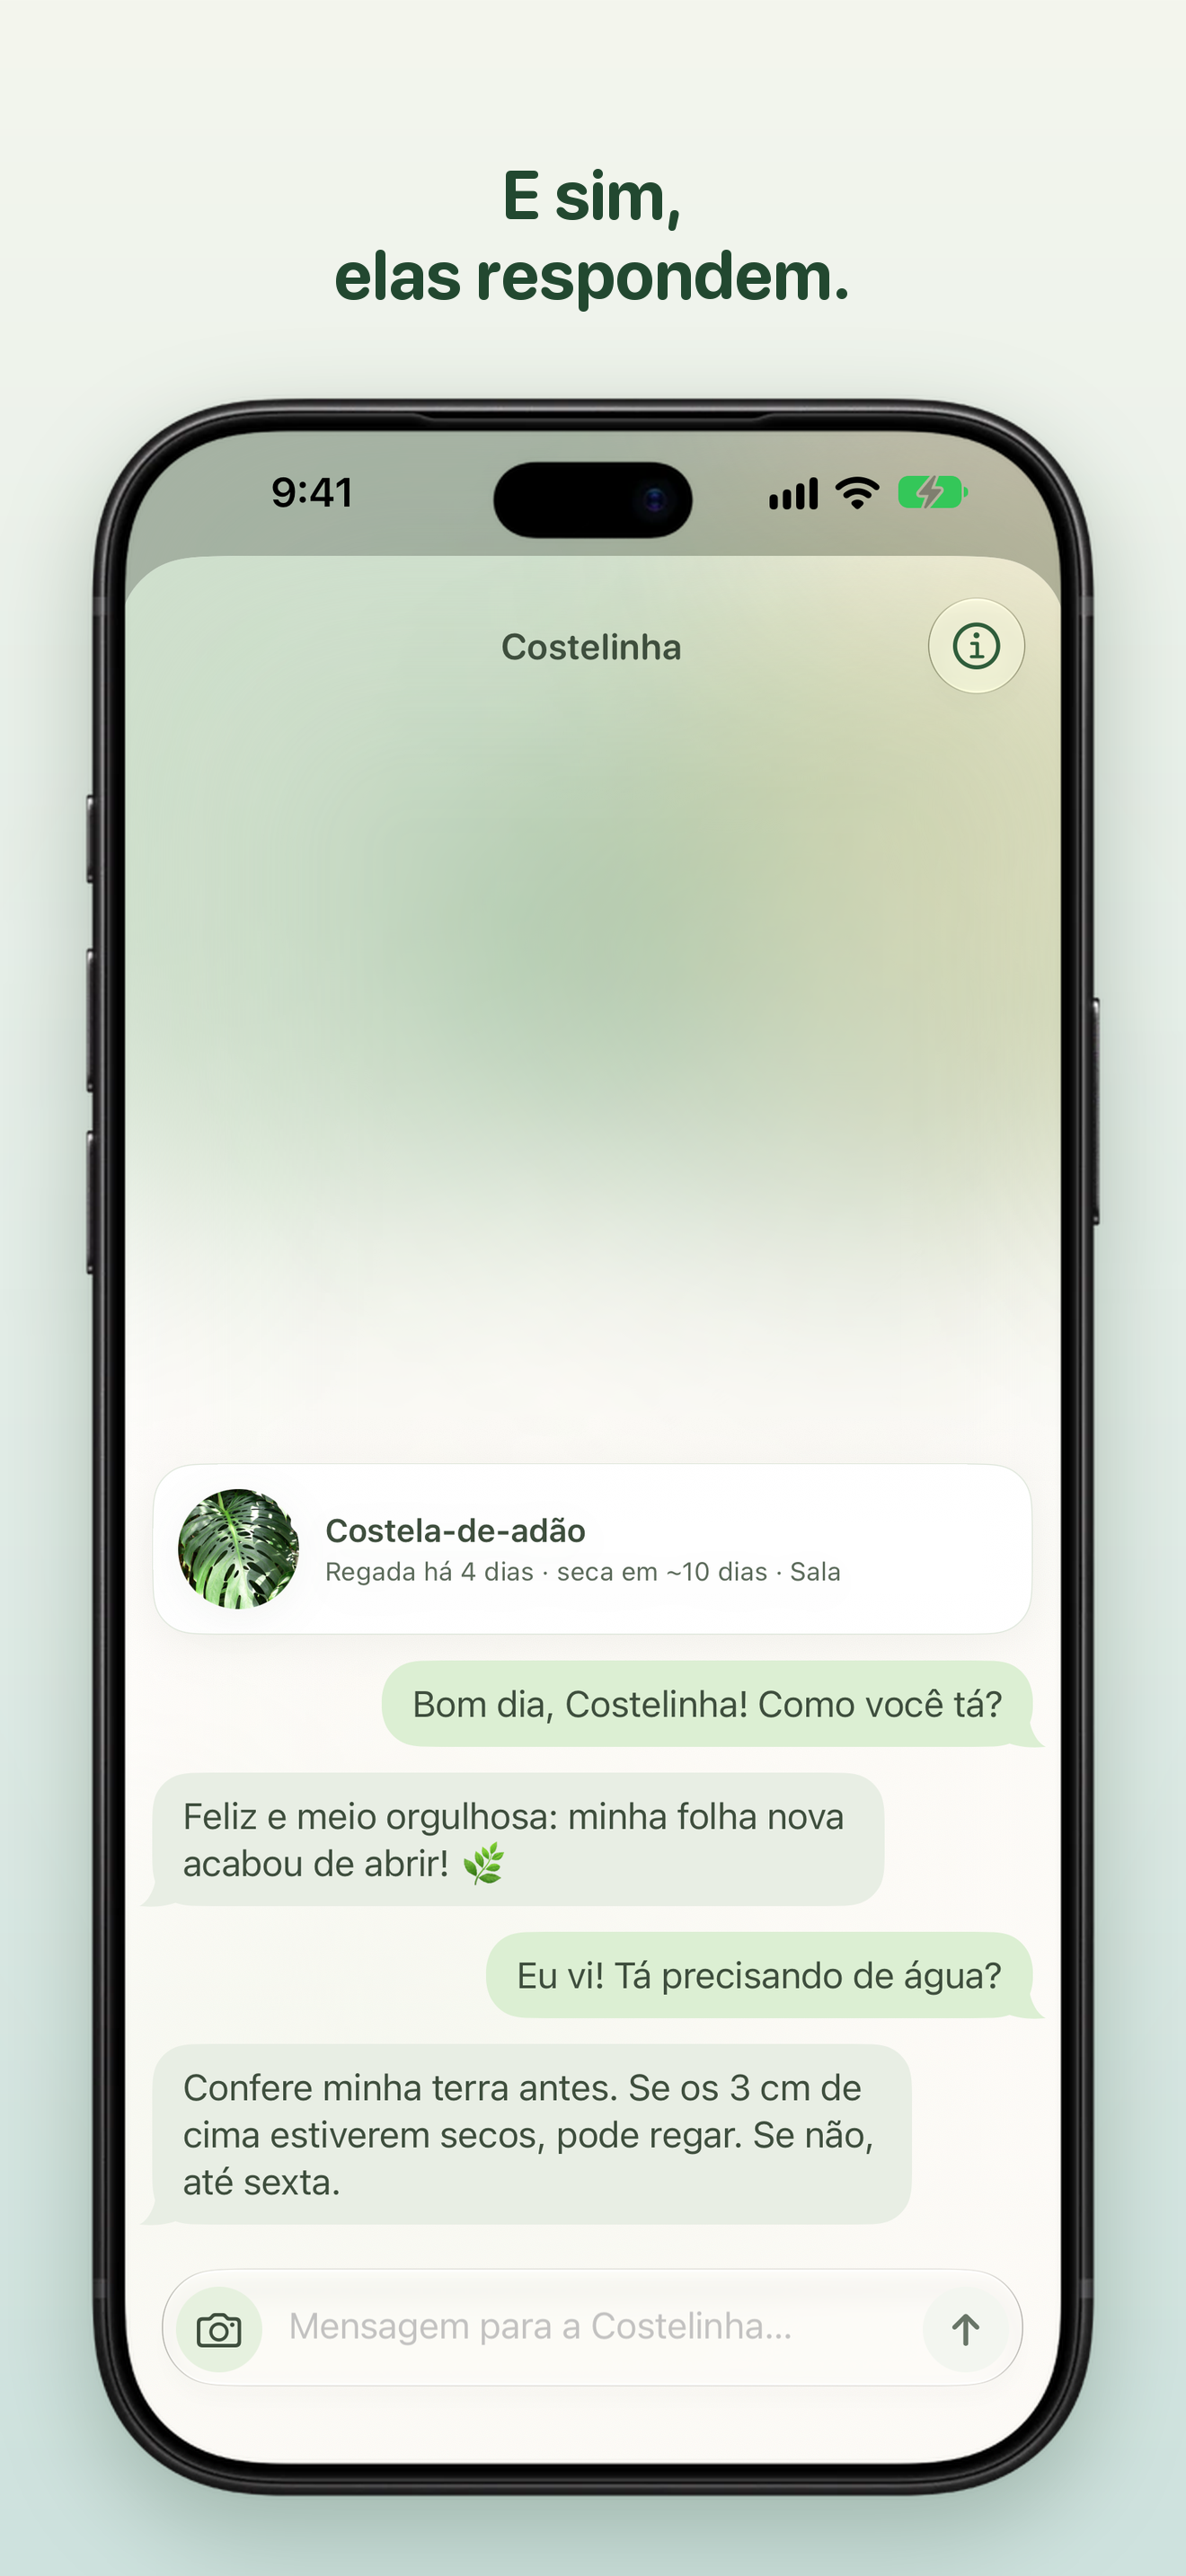 E sim,
elas respondem.
9:41
Costelinha
Costela-de-adão
Regada há 4 dias · seca em ~10 dias · Sala
Bom dia, Costelinha! Como você tá?
Feliz e meio orgulhosa: minha folha nova
acabou de abrir! 🌿
Eu vi! Tá precisando de água?
Confere minha terra antes. Se os 3 cm de
cima estiverem secos, pode regar. Se não,
até sexta.
Mensagem para a Costelinha...